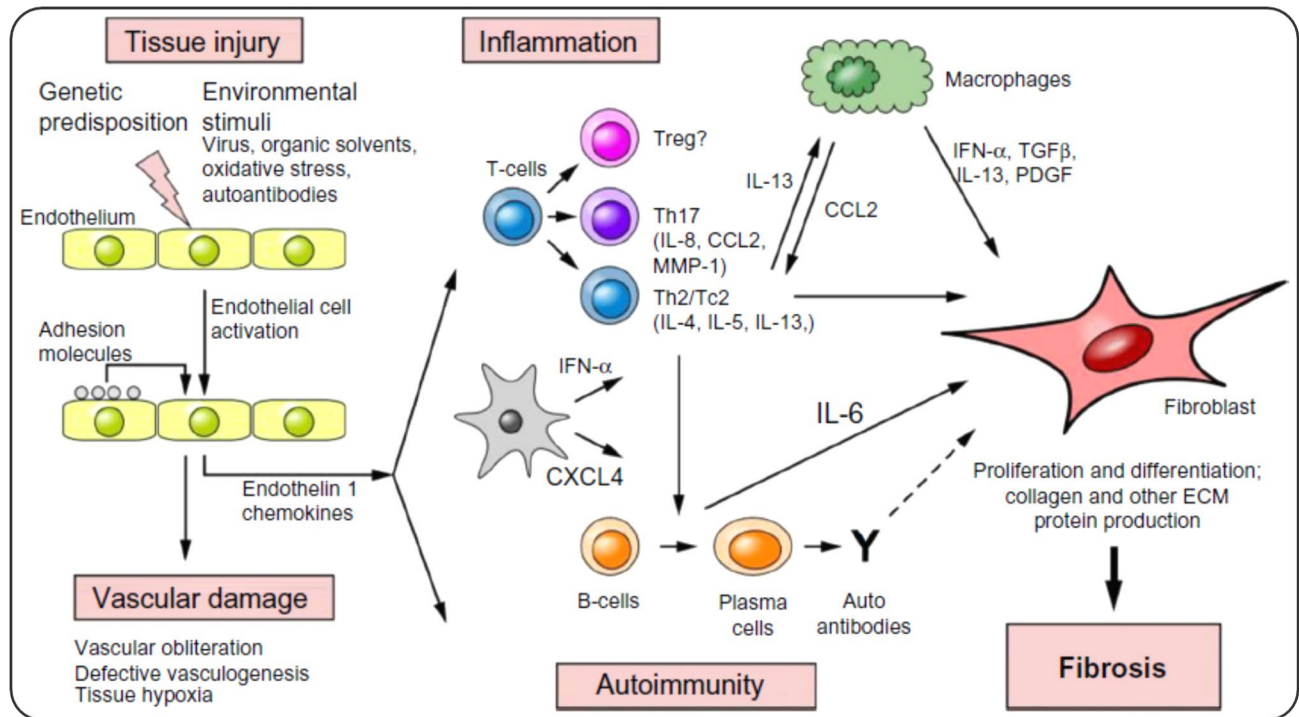 Tissue injury
Genetic
predisposition
Environmental
stimuli
Virus, organic solvents,
oxidative stress,
autoantibodies
Endothelium
Endothelial cell
activation
Adhesion
molecules
Endothelin 1
chemokines
Vascular damage
Vascular obliteration
Defective vasculogenesis
Tissue hypoxia
Inflammation
T-cells
Treg?
Th17
(IL-8, CCL2,
MMP-1)
Th2/Tc2
(IL-4, IL-5, IL-13,)
IFN-α
CXCL4
Macrophages
IL-13
CCL2
IFN-α, TGFβ,
IL-13, PDGF
IL-6
B-cells
Plasma
cells
Y
Auto
antibodies
Autoimmunity
Fibroblast
Proliferation and differentiation;
collagen and other ECM
protein production
Fibrosis